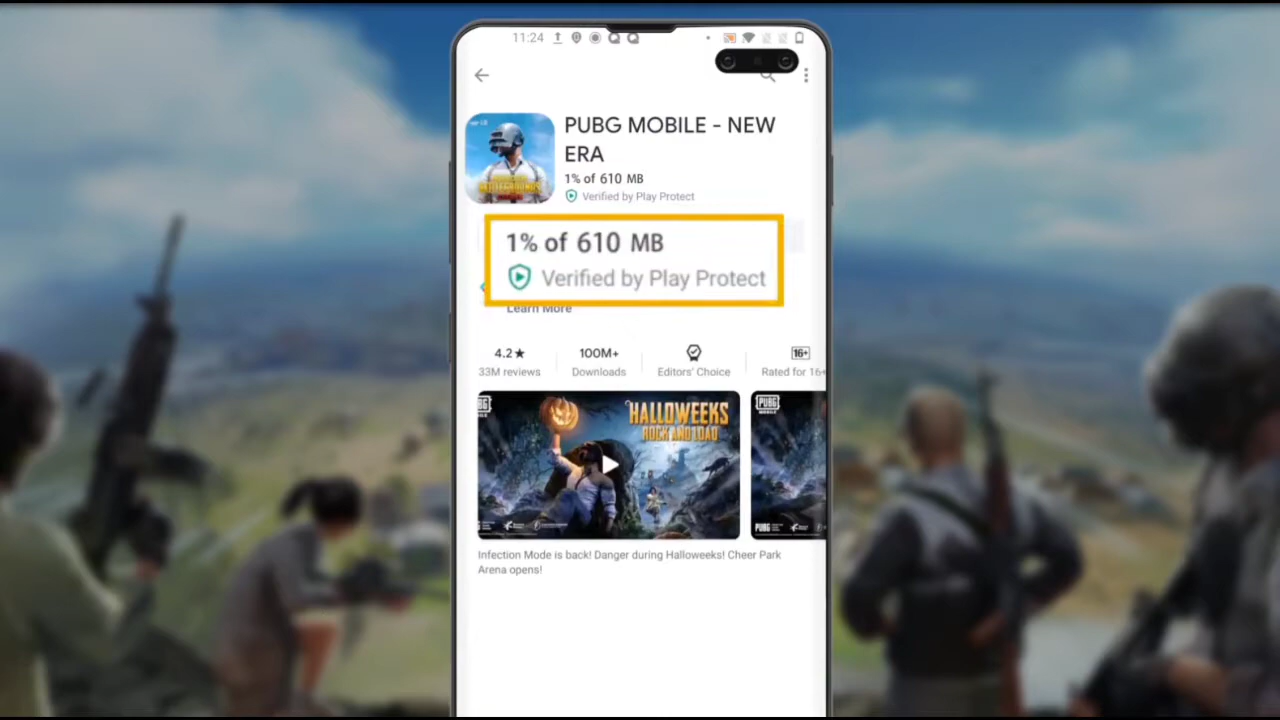 11:24
PUBG MOBILE - NEW
ERA
1% of 610 MB
Verified by Play Protect
1% of 610 MB
Verified by Play Protect
Learn More
4.2★ 100M+ 16+
33M reviews Downloads Editors' Choice Rated for 16+
HALLOWEEKS
ROCK AND LOAD
PUBG
MOBILE
PUBG
Infection Mode is back! Danger during Halloweeks! Cheer Park
Arena opens!